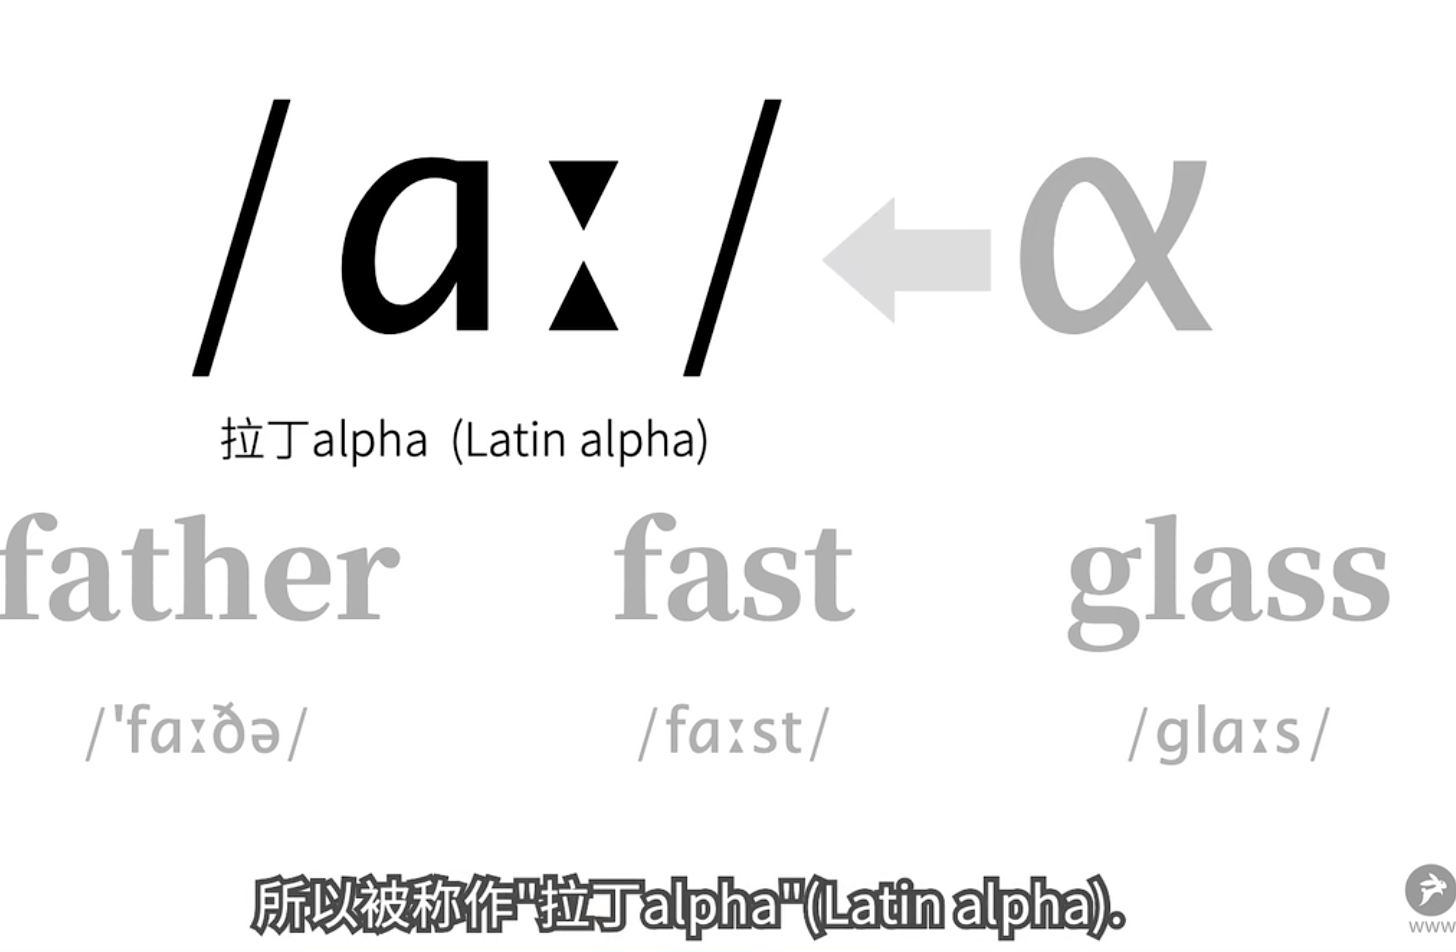 /ɑː/ α
拉丁alpha (Latin alpha)
father fast glass
/ˈfɑːðə/ /fɑːst/ /ɡlɑːs/
所以被称作"拉丁alpha"(Latin alpha).
www